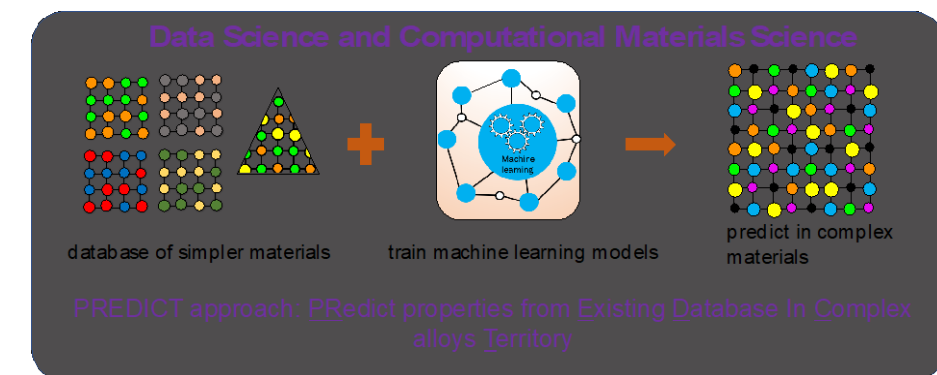 Data Science and Computational Materials Science
Machine
learning
database of simpler materials
train machine learning models
predict in complex
materials
PREDICT approach: PRedict properties from Existing Database In Complex
alloys Territory